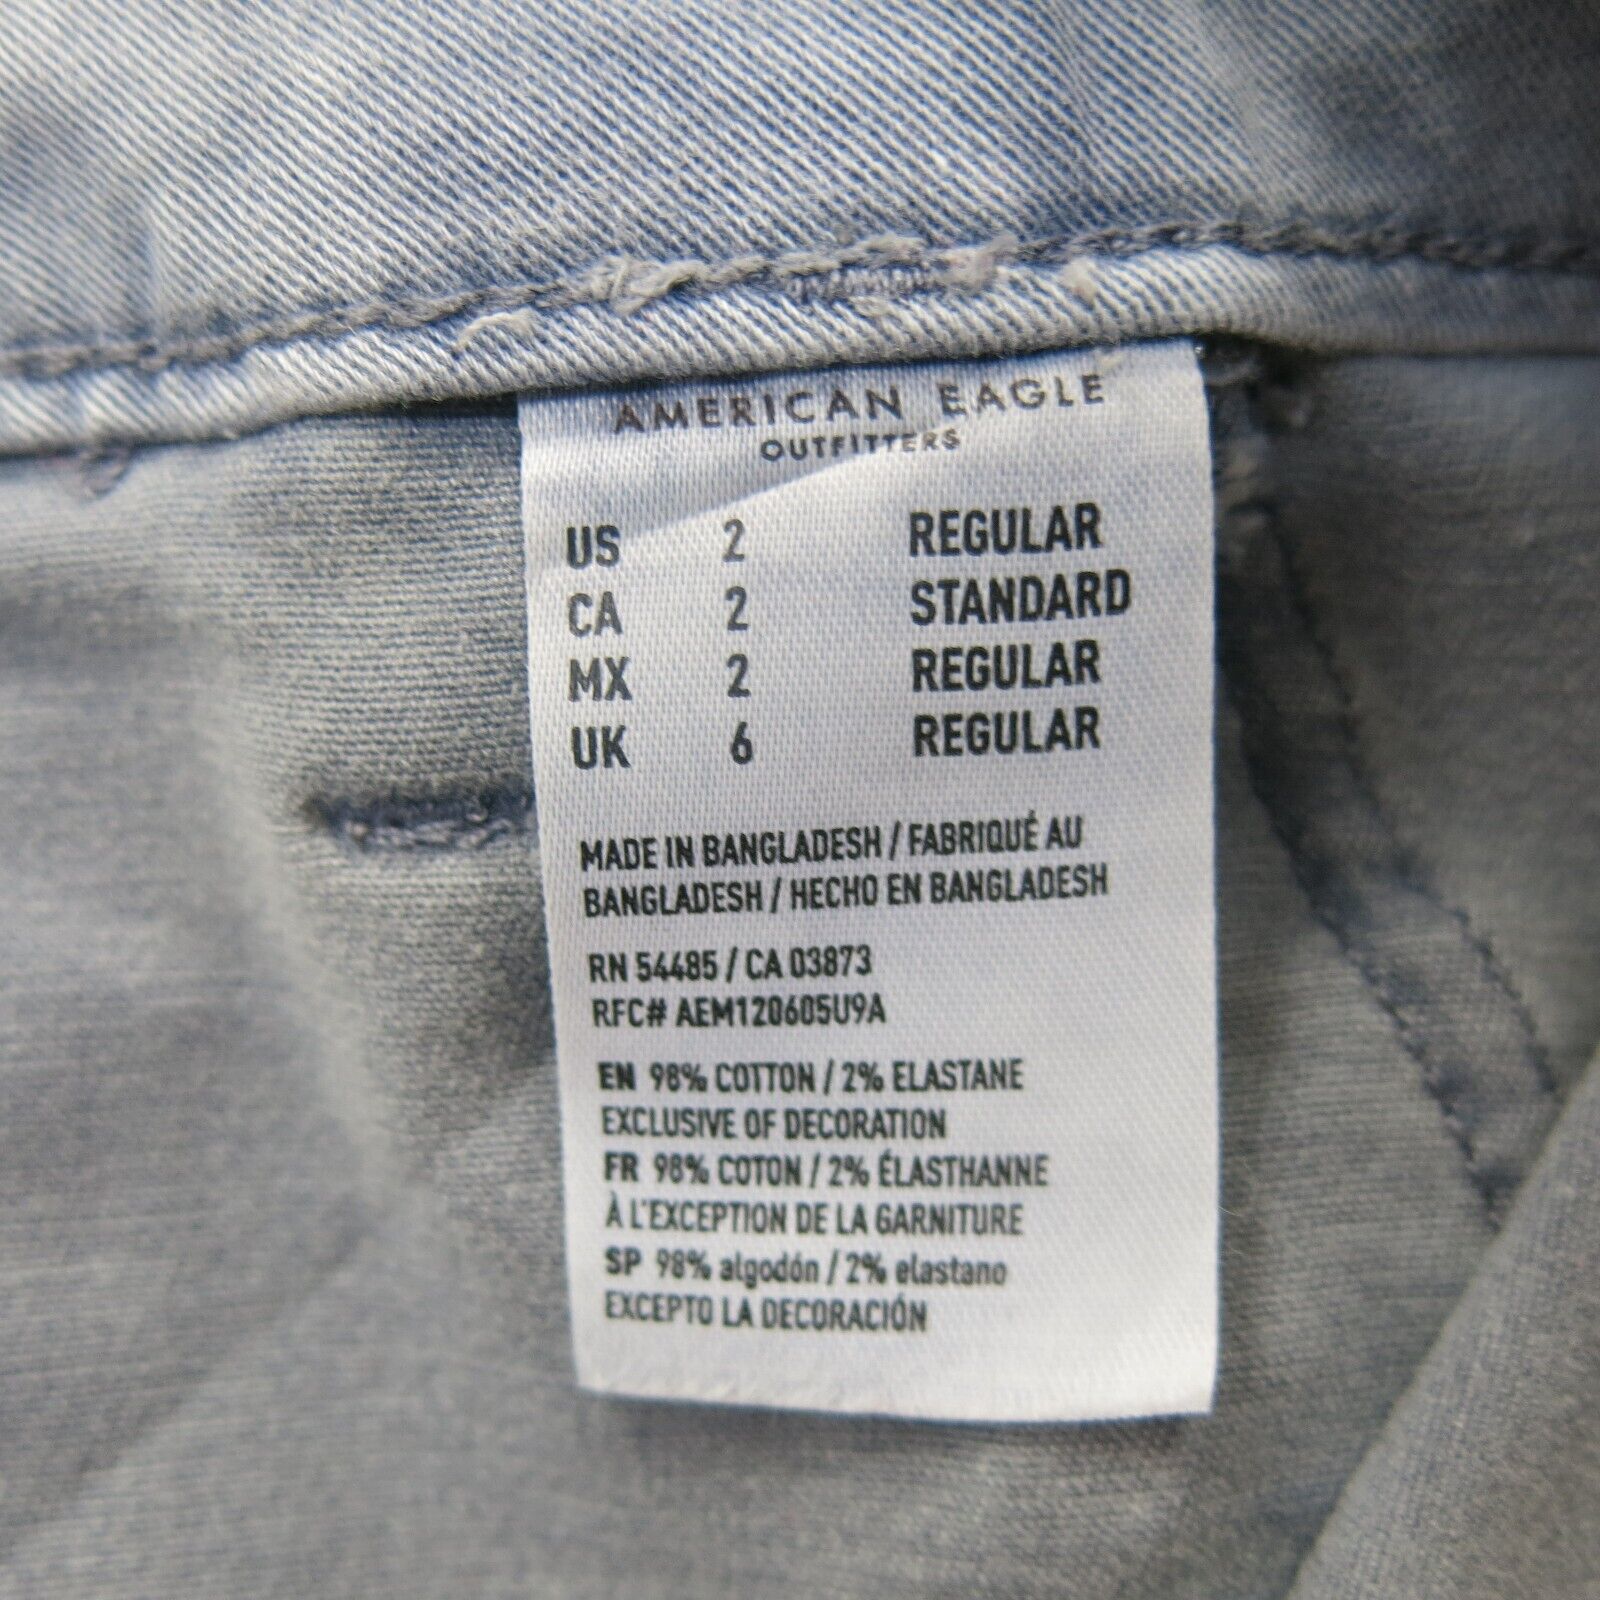 AMERICAN EAGLE
OUTFITTERS
US 2 REGULAR
CA 2 STANDARD
MX 2 REGULAR
UK 6 REGULAR
MADE IN BANGLADESH / FABRIQUÉ AU
BANGLADESH / HECHO EN BANGLADESH
RN 54485 / CA 03873
RFC# AEM120605U9A
EN 98% COTTON / 2% ELASTANE
EXCLUSIVE OF DECORATION
FR 98% COTON / 2% ÉLASTHANNE
À L'EXCEPTION DE LA GARNITURE
SP 98% algodón / 2% elastano
EXCEPTO LA DECORACIÓN